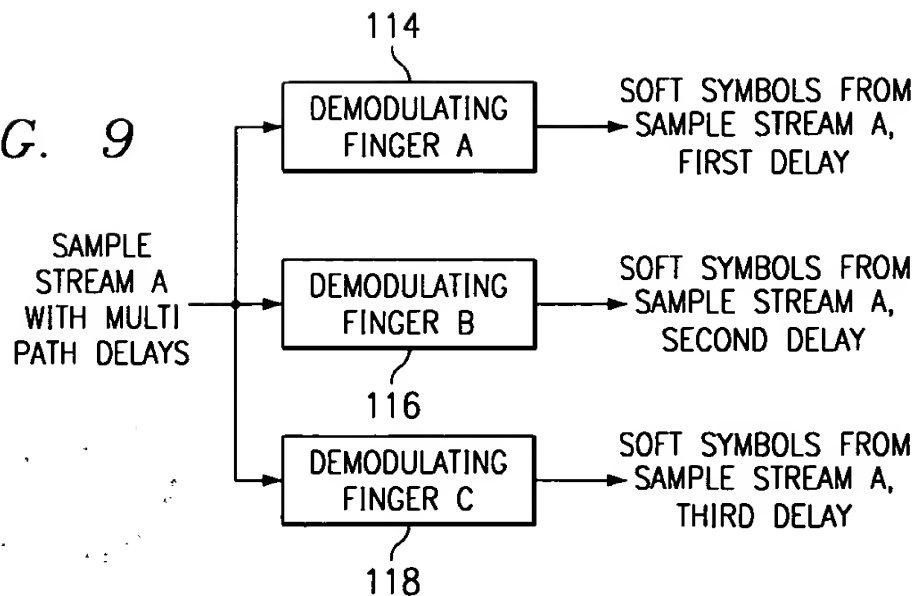 G. 9
114
DEMODULATING
FINGER A
SOFT SYMBOLS FROM
SAMPLE STREAM A,
FIRST DELAY
SAMPLE
STREAM A
WITH MULTI
PATH DELAYS
DEMODULATING
FINGER B
116
SOFT SYMBOLS FROM
SAMPLE STREAM A,
SECOND DELAY
DEMODULATING
FINGER C
118
SOFT SYMBOLS FROM
SAMPLE STREAM A,
THIRD DELAY